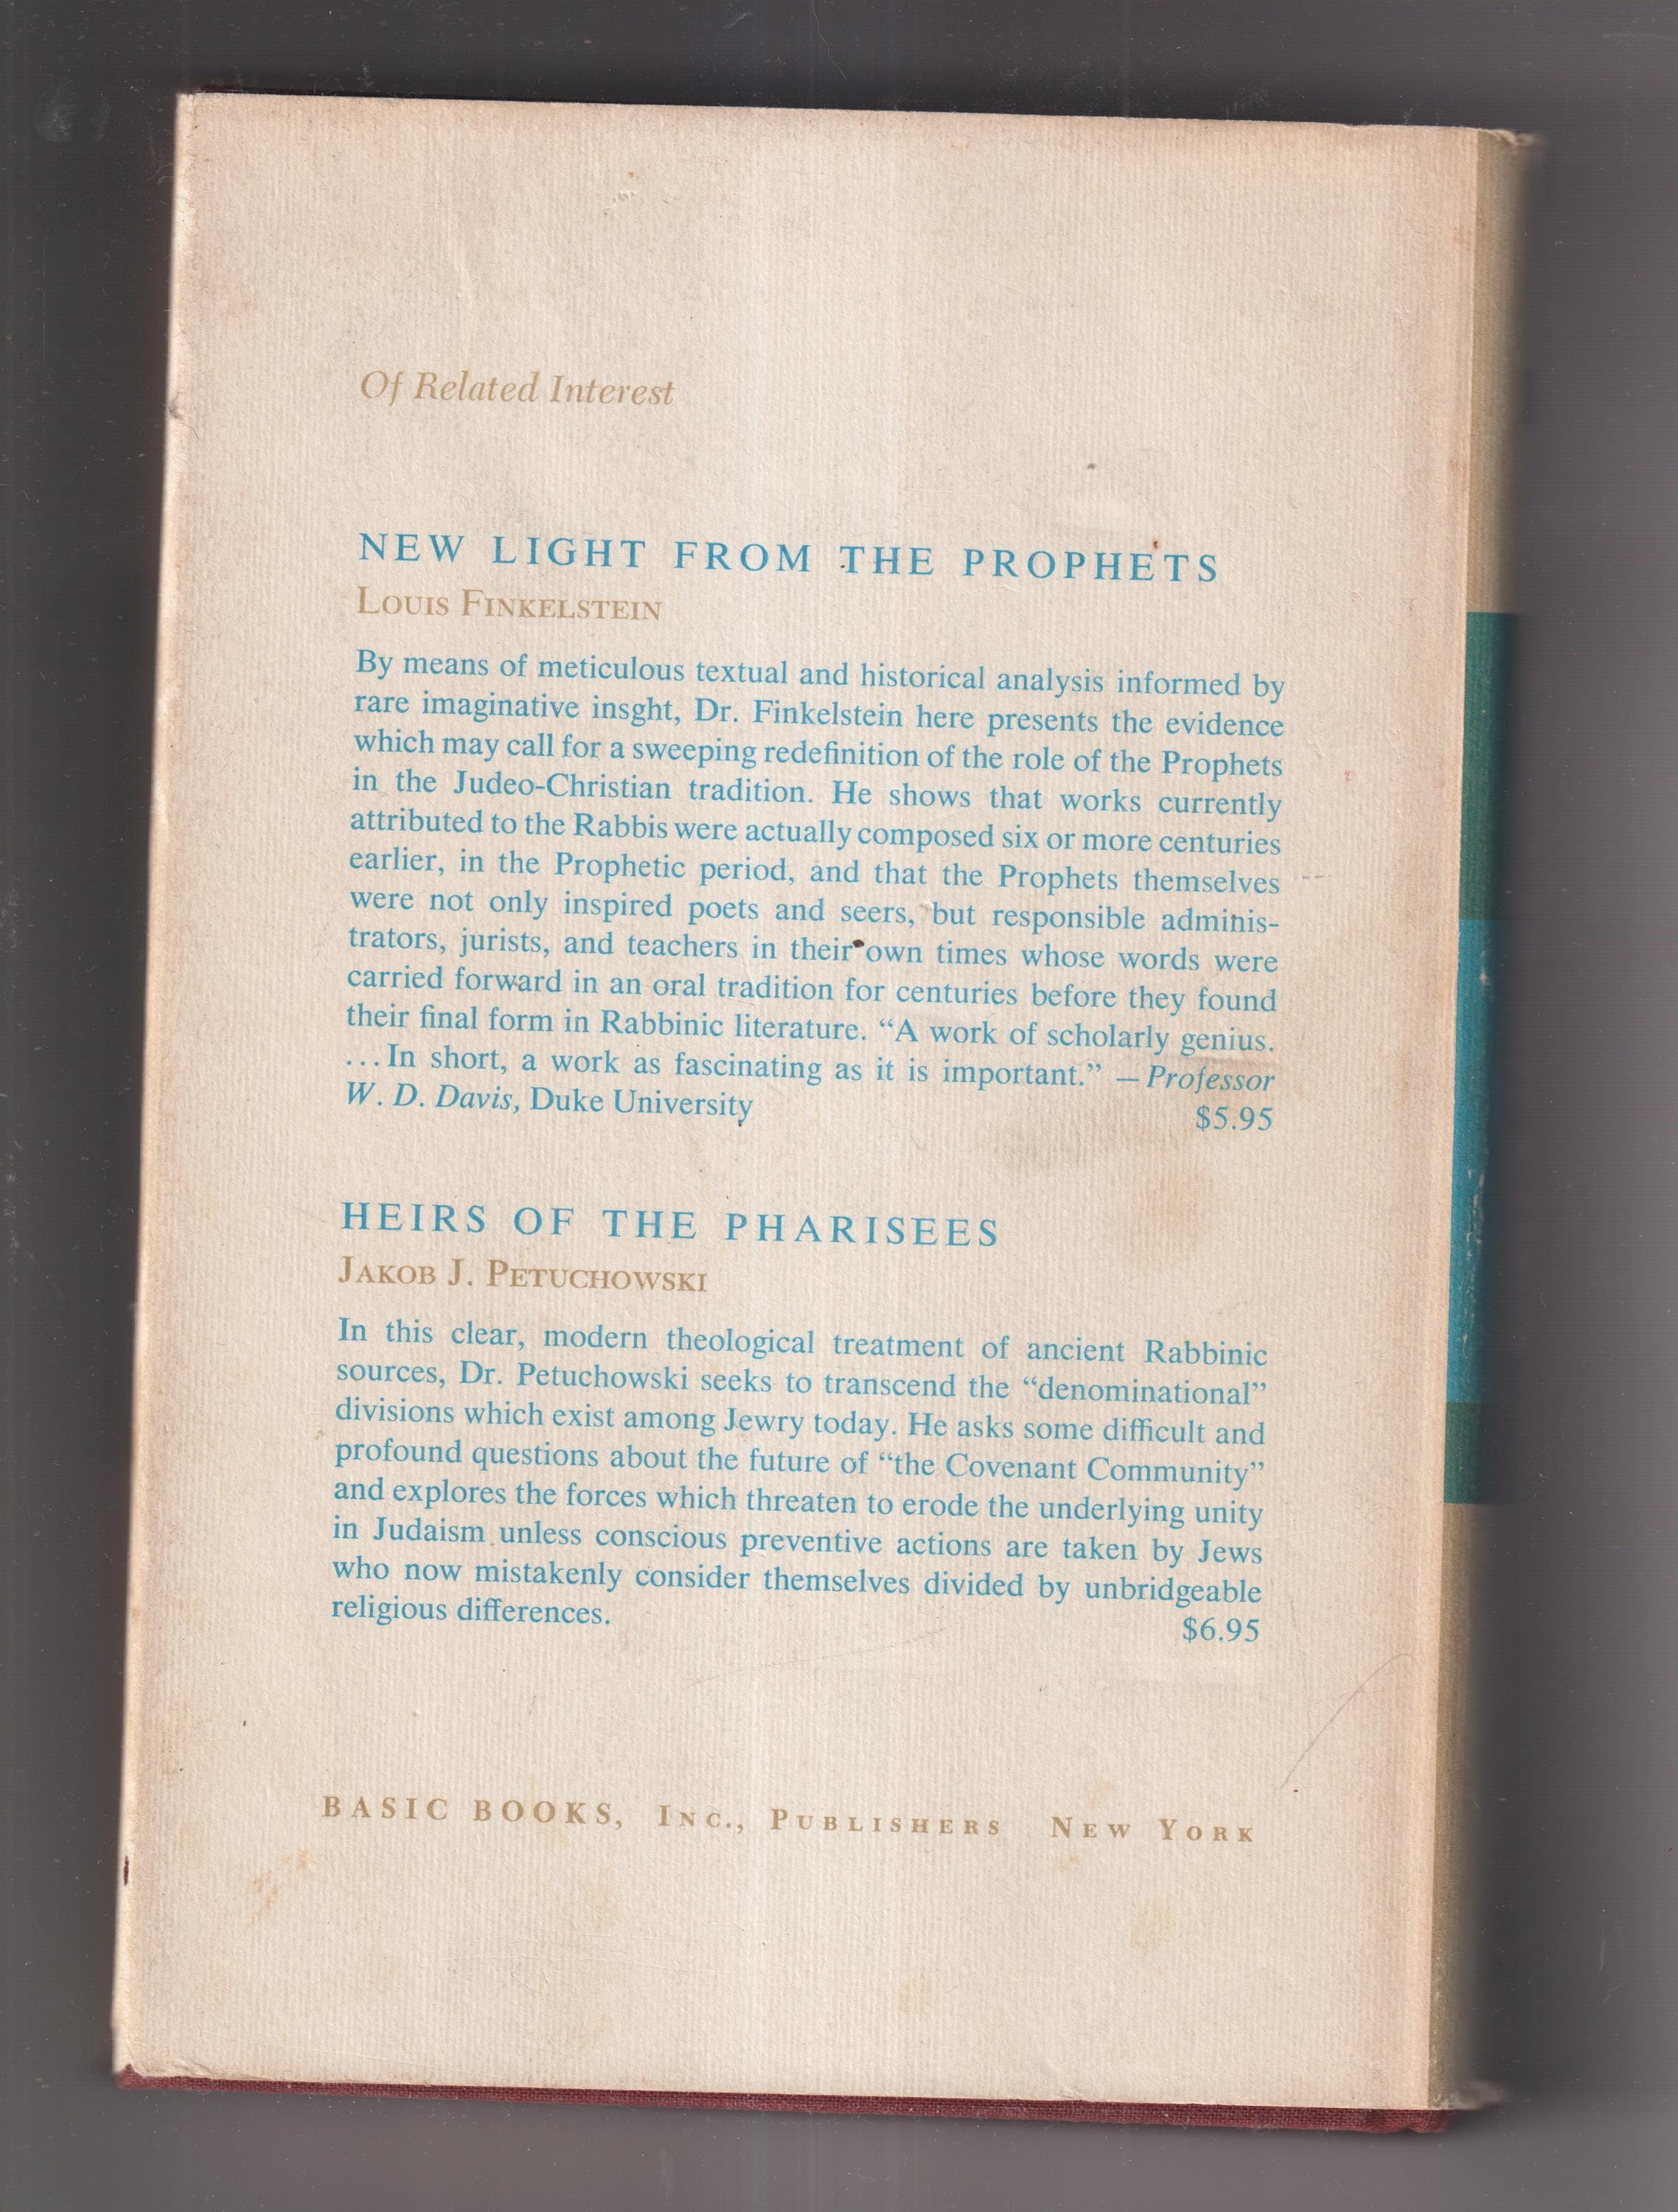 Of Related Interest
NEW LIGHT FROM THE PROPHETS
LOUIS FINKELSTEIN
By means of meticulous textual and historical analysis informed by
rare imaginative insght, Dr. Finkelstein here presents the evidence
which may call for a sweeping redefinition of the role of the Prophets
in the Judeo-Christian tradition. He shows that works currently
attributed to the Rabbis were actually composed six or more centuries
earlier, in the Prophetic period, and that the Prophets themselves
were not only inspired poets and seers, but responsible adminis-
trators, jurists, and teachers in their own times whose words were
carried forward in an oral tradition for centuries before they found
their final form in Rabbinic literature. “A work of scholarly genius.
...In short, a work as fascinating as it is important.” —Professor
W. D. Davis, Duke University $5.95
HEIRS OF THE PHARISEES
JAKOB J. PETUCHOWSKI
In this clear, modern theological treatment of ancient Rabbinic
sources, Dr. Petuchowski seeks to transcend the “denominational”
divisions which exist among Jewry today. He asks some difficult and
profound questions about the future of “the Covenant Community”
and explores the forces which threaten to erode the underlying unity
in Judaism unless conscious preventive actions are taken by Jews
who now mistakenly consider themselves divided by unbridgeable
religious differences. $6.95
BASIC BOOKS, INC., PUBLISHERS NEW YORK